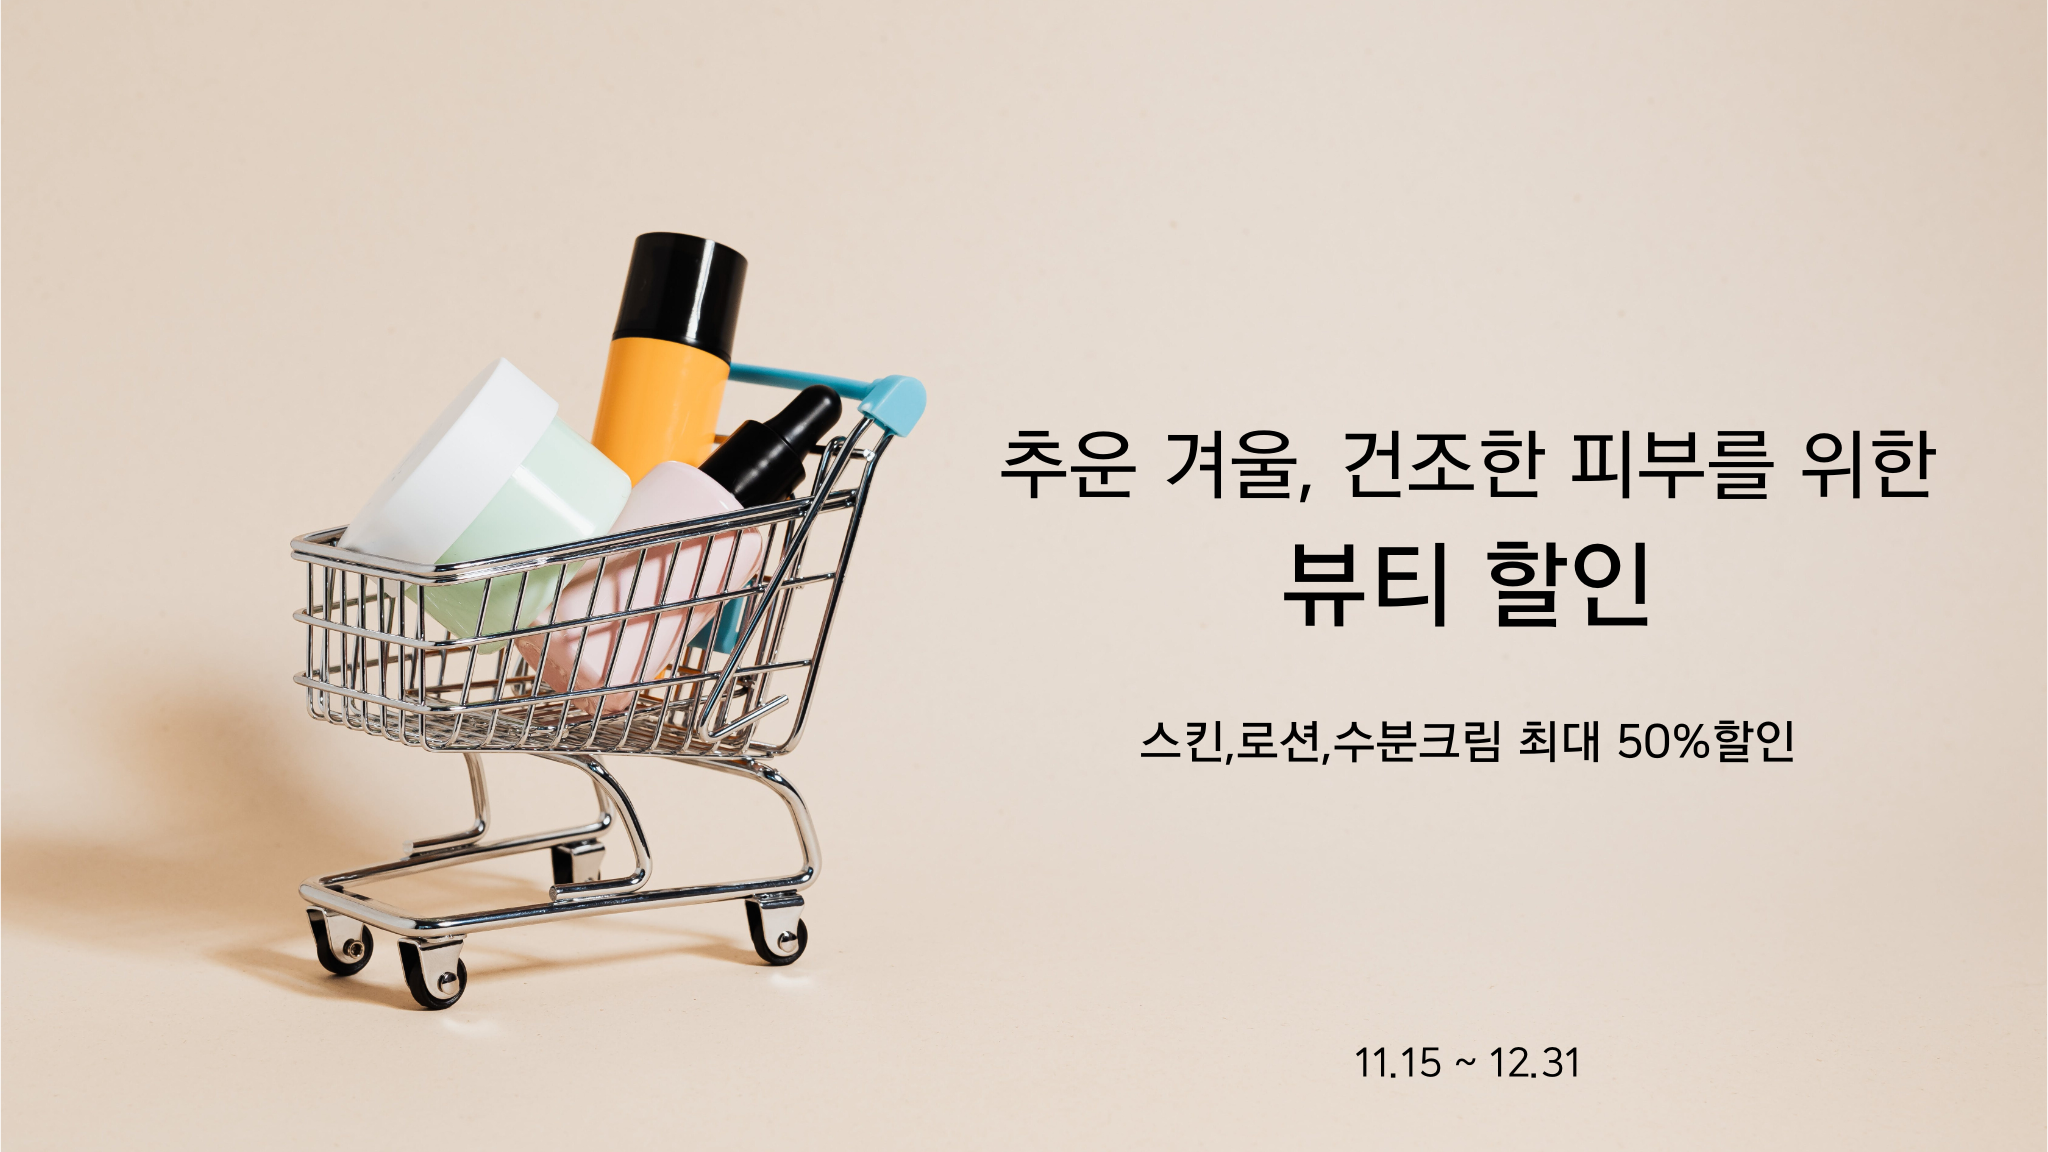 추운 겨울, 건조한 피부를 위한
뷰티 할인
스킨,로션,수분크림 최대 50%할인
11.15 ~ 12.31